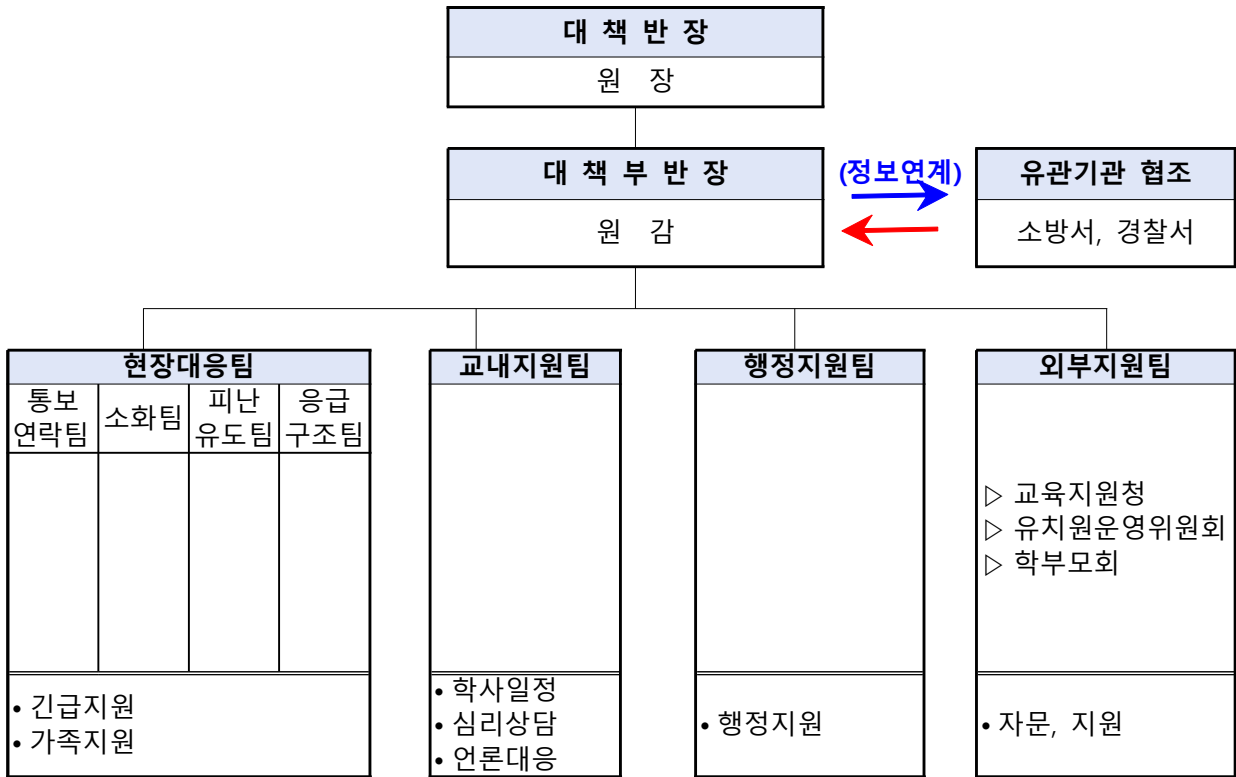 대 책 반 장
원 장
대 책 부 반 장
원 감
(정보연계)
유관기관 협조
소방서, 경찰서
현장대응팀
통보
연락팀
소화팀
피난
유도팀
응급
구조팀
• 긴급지원
• 가족지원
교내지원팀
• 학사일정
• 심리상담
• 언론대응
행정지원팀
• 행정지원
외부지원팀
▷ 교육지원청
▷ 유치원운영위원회
▷ 학부모회
• 자문, 지원